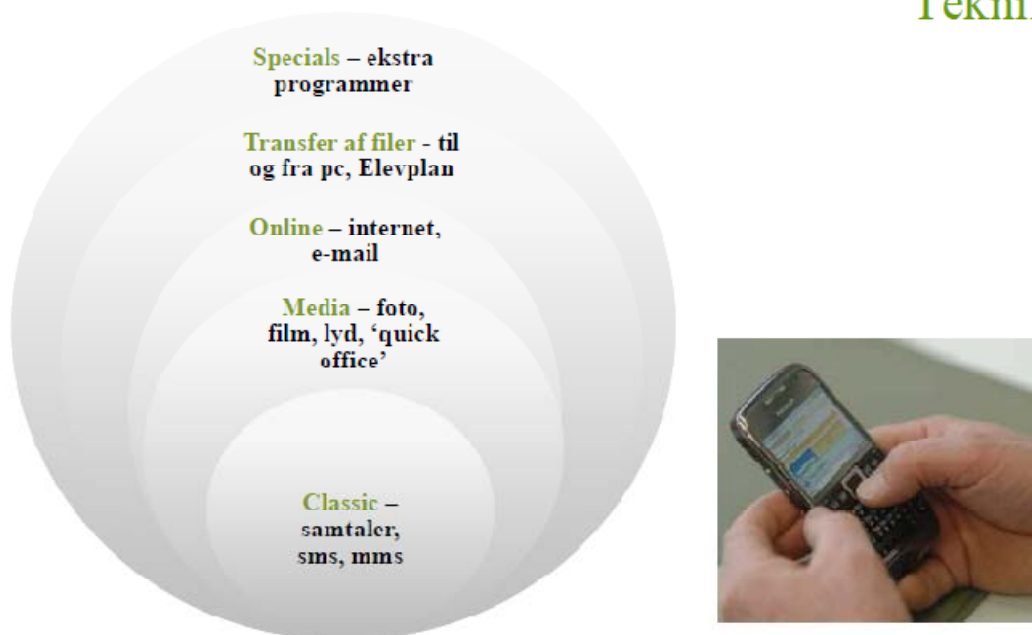 Specials – ekstra
programmer
Transfer af filer - til
og fra pc, Elevplan
Online – internet,
e-mail
Media – foto,
film, lyd, ‘quick
office’
Classic –
samtaler,
sms, mms